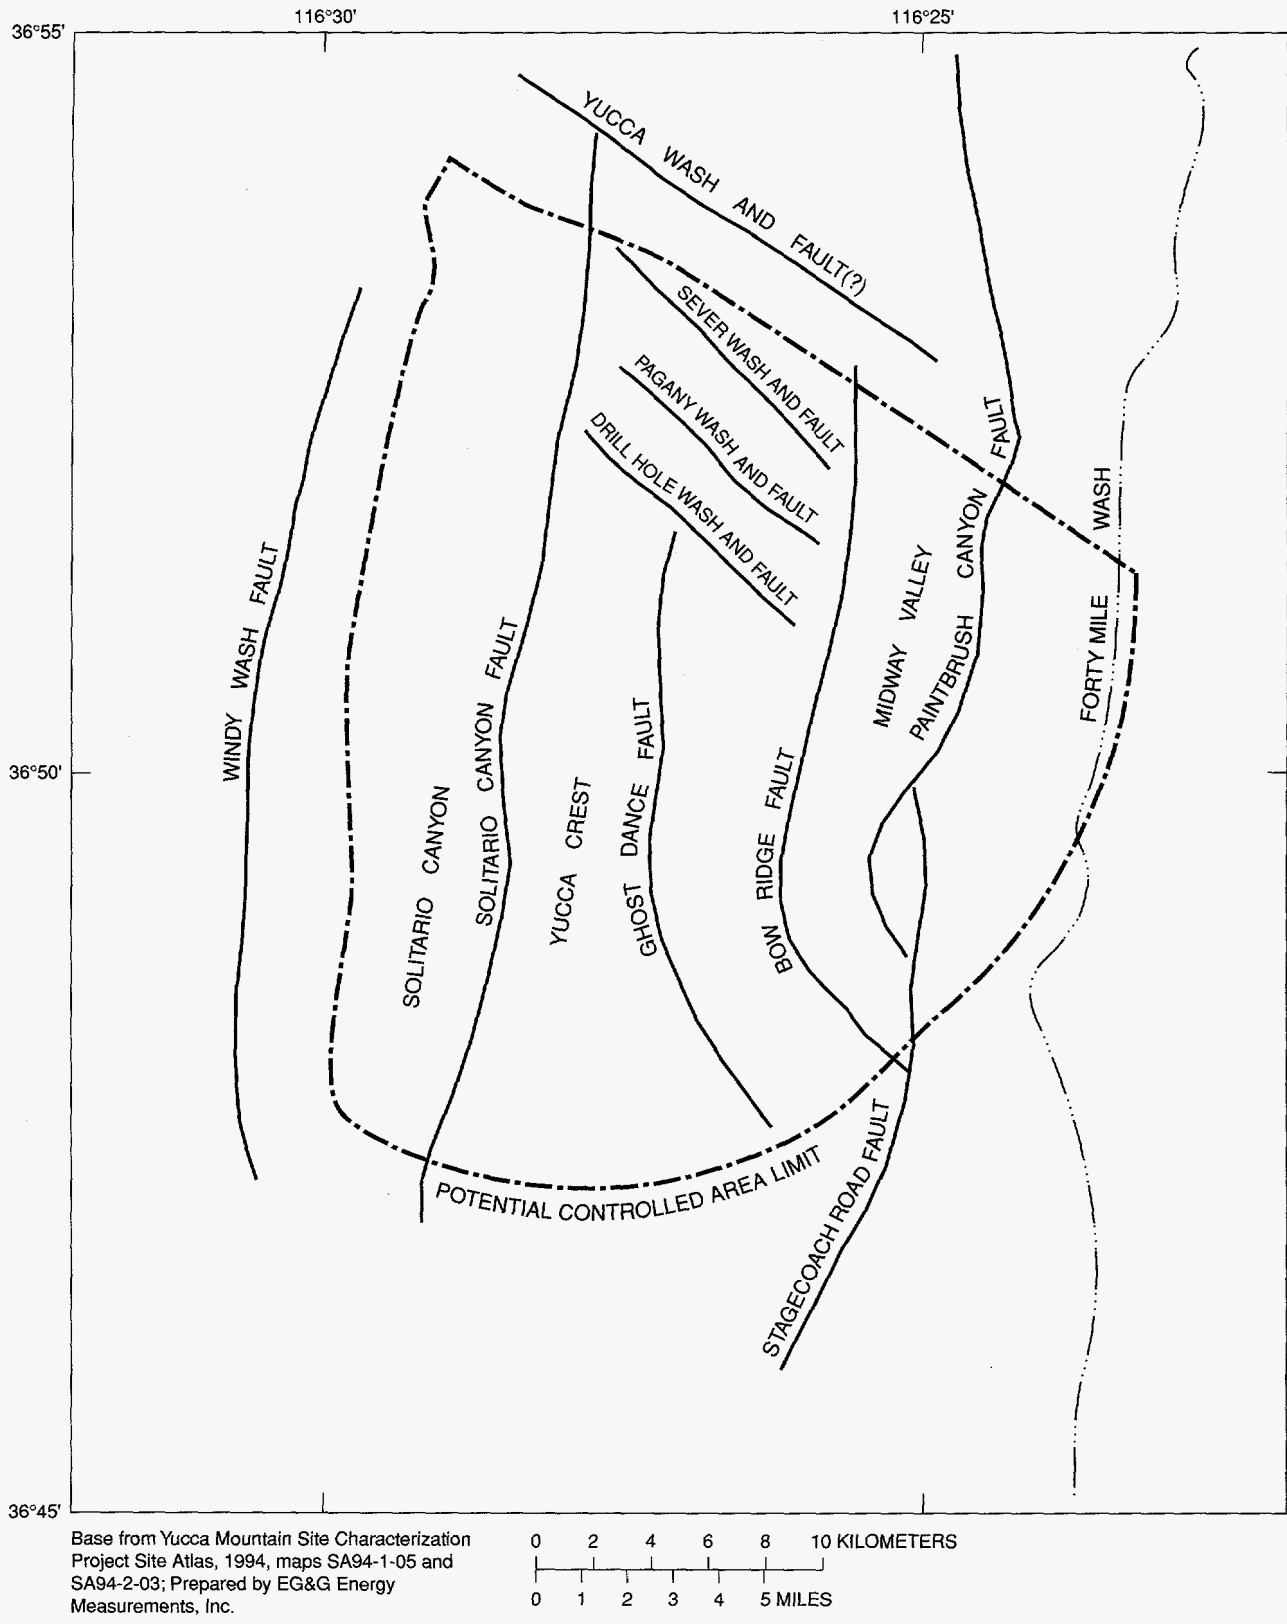 116°30'
116°25'
36°55'
YUCCA WASH AND FAULT(?)
SEVER WASH AND FAULT
PAGANY WASH AND FAULT
DRILL HOLE WASH AND FAULT
WINDY WASH FAULT
SOLITARIO CANYON
SOLITARIO CANYON FAULT
YUCCA CREST
GHOST DANCE FAULT
BOW RIDGE FAULT
MIDWAY VALLEY
PAINTBRUSH CANYON FAULT
FORTY MILE WASH
36°50'
POTENTIAL CONTROLLED AREA LIMIT
STAGECOACH ROAD FAULT
36°45'
Base from Yucca Mountain Site Characterization
Project Site Atlas, 1994, maps SA94-1-05 and
SA94-2-03; Prepared by EG&G Energy
Measurements, Inc.
0 2 4 6 8 10 KILOMETERS
0 1 2 3 4 5 MILES